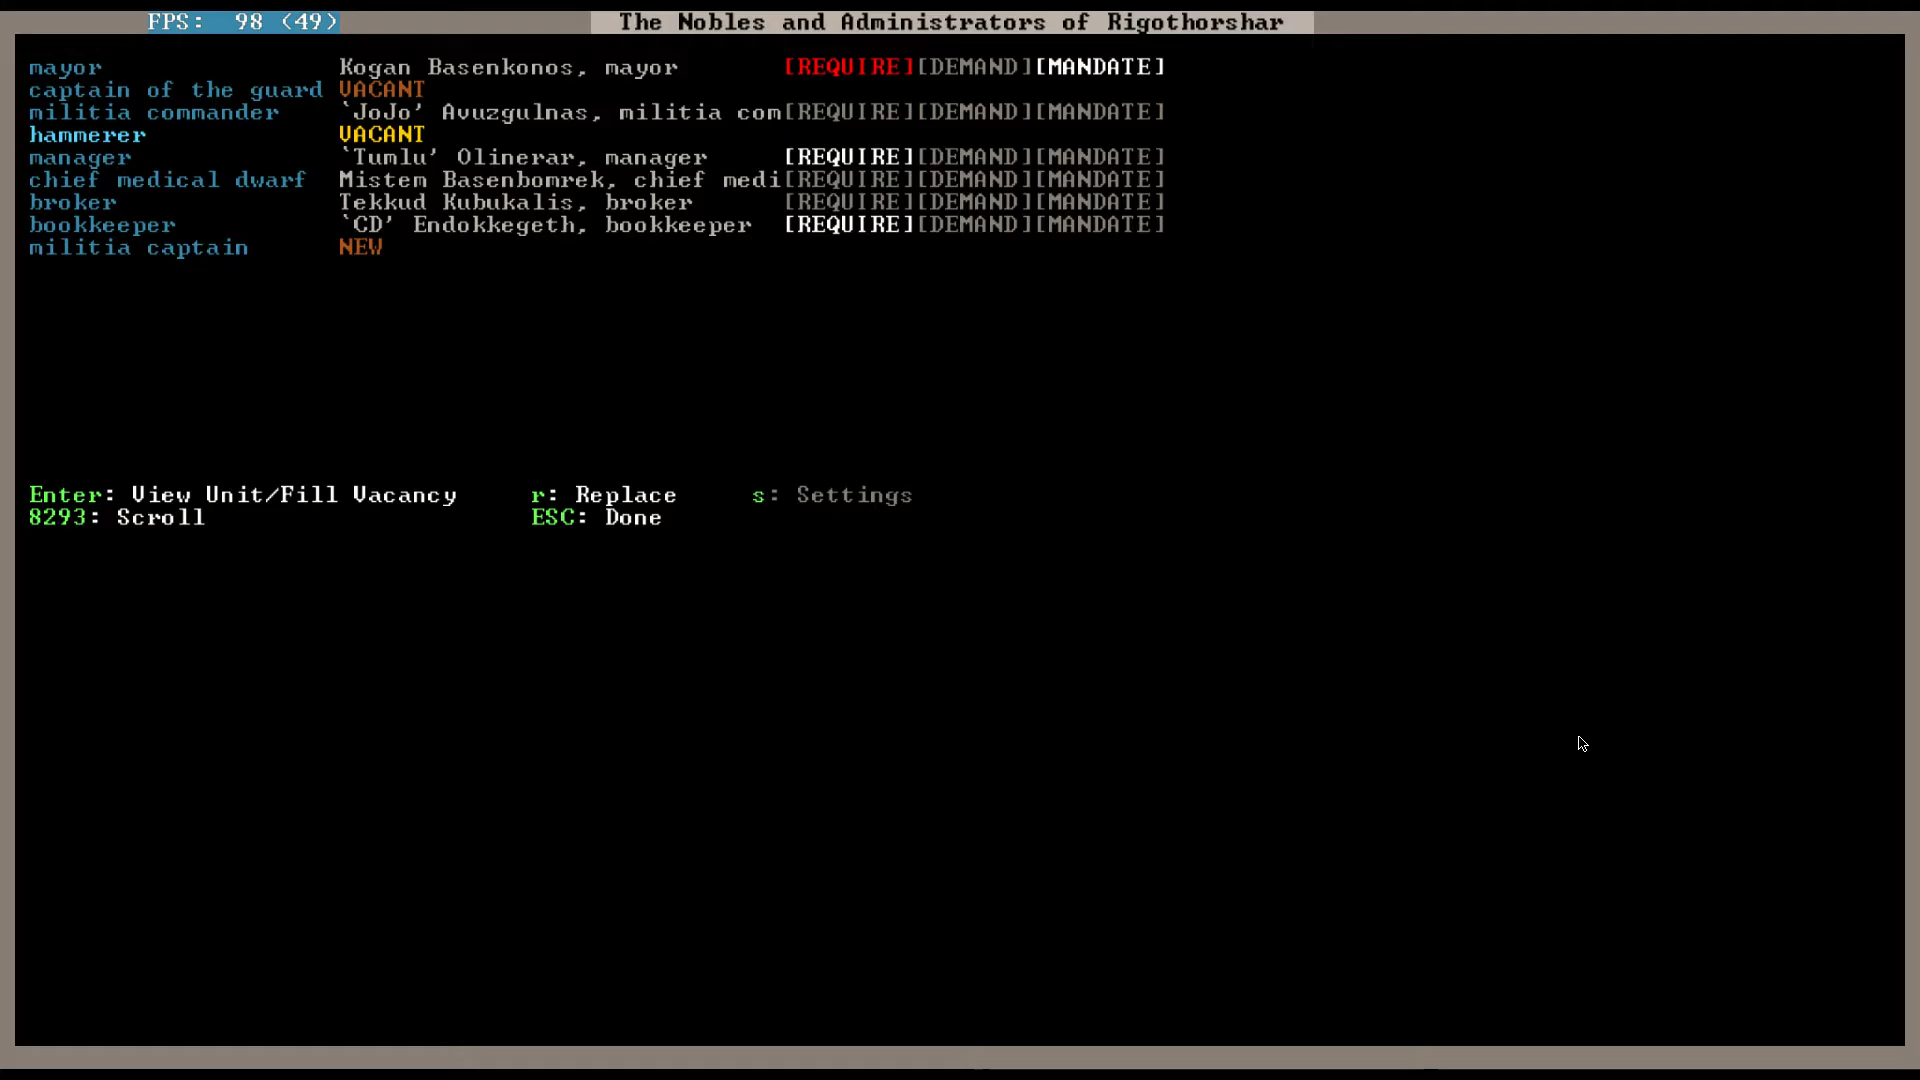 FPS: 98 (49) The Nobles and Administrators of Rigothorshar
mayor Kogan Basenkonos, mayor [REQUIRE][DEMAND][MANDATE]
captain of the guard VACANT
militia commander `JoJo' Avuzgulnas, militia com[REQUIRE][DEMAND][MANDATE]
hammerer VACANT
manager `Tumlu' Olinerar, manager [REQUIRE][DEMAND][MANDATE]
chief medical dwarf Mistem Basenbomrek, chief medi[REQUIRE][DEMAND][MANDATE]
broker Tekkud Kubukalis, broker [REQUIRE][DEMAND][MANDATE]
bookkeeper `CD' Endokkegeth, bookkeeper [REQUIRE][DEMAND][MANDATE]
militia captain NEW
Enter: View Unit/Fill Vacancy r: Replace s: Settings
8293: Scroll ESC: Done